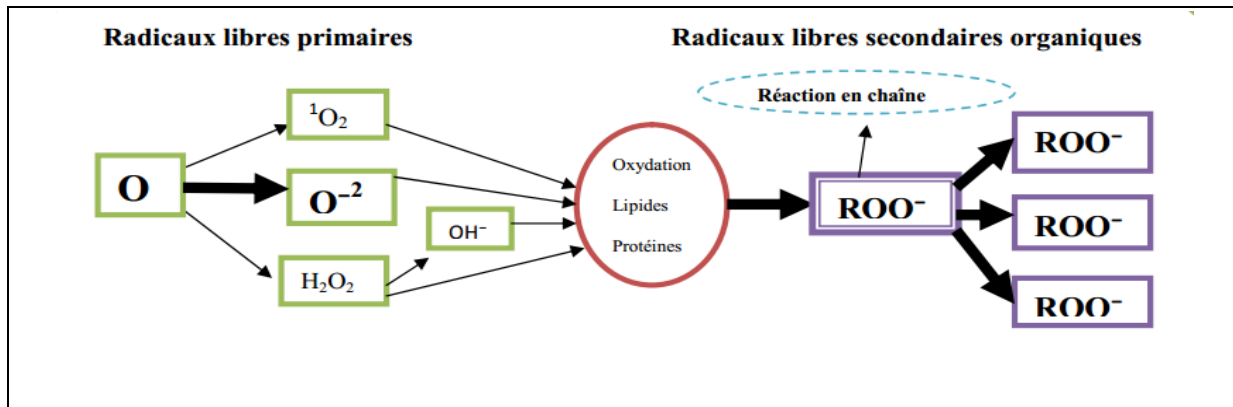 Radicaux libres primaires
Radicaux libres secondaires organiques
Réaction en chaîne
¹O₂
O
O⁻²
OH⁻
H₂O₂
Oxydation
Lipides
Protéines
ROO⁻
ROO⁻
ROO⁻
ROO⁻